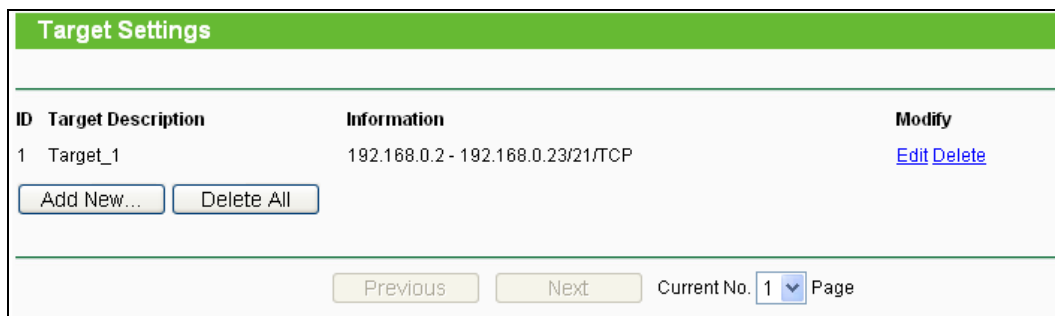 Target Settings
ID Target Description Information Modify
1 Target_1 192.168.0.2 - 192.168.0.23/21/TCP Edit Delete
Add New... Delete All
Previous Next Current No. 1 Page